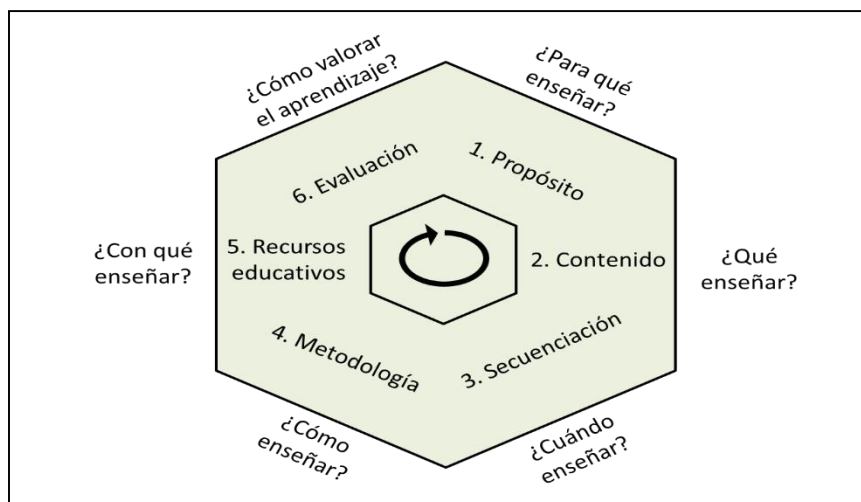 ¿Cómo valorar
el aprendizaje?
¿Para qué
enseñar?
6. Evaluación
1. Propósito
¿Con qué
enseñar?
5. Recursos
educativos
2. Contenido
¿Qué
enseñar?
4. Metodología
3. Secuenciación
¿Cómo
enseñar?
¿Cuándo
enseñar?